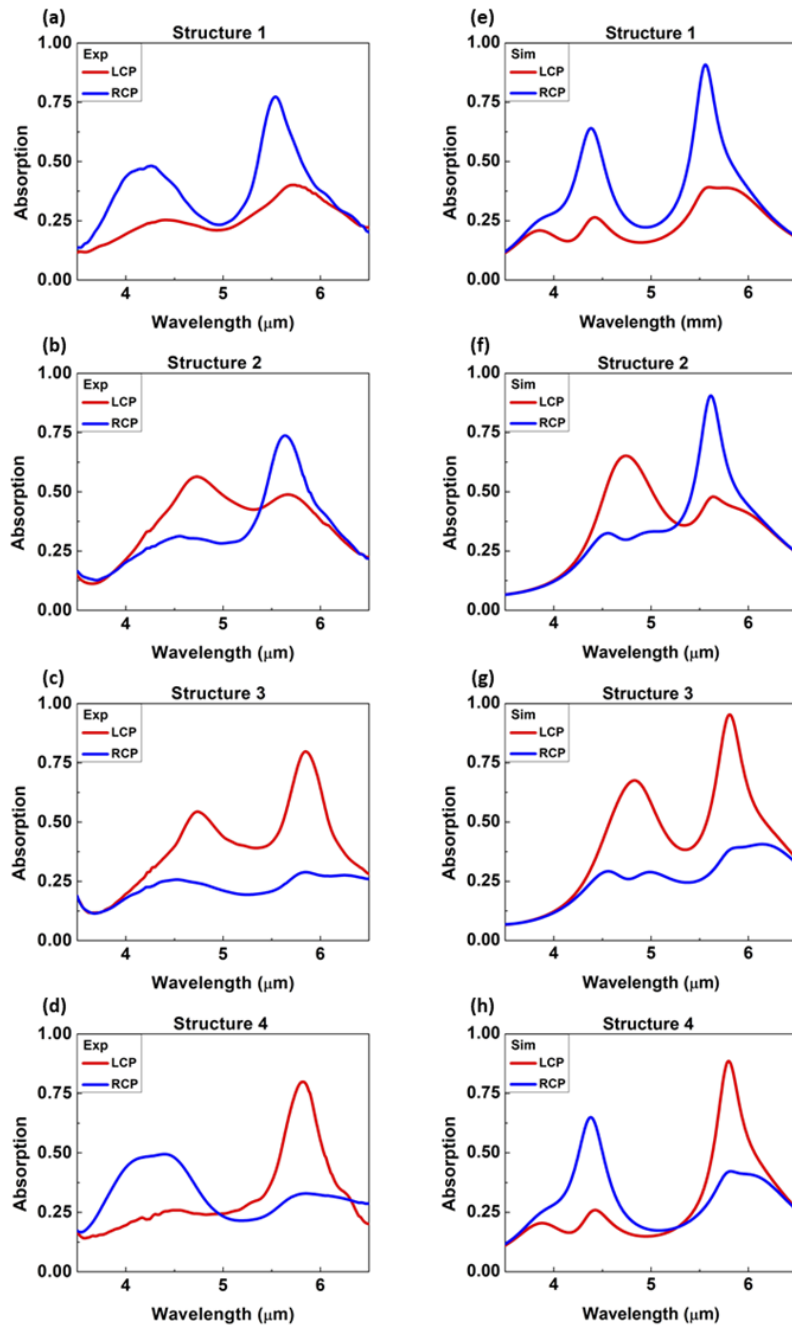 (a)
Structure 1
Exp
LCP
RCP
1.00
0.75
0.50
0.25
0.00
Absorption
4 5 6
Wavelength (μm)
(e)
Structure 1
Sim
LCP
RCP
1.00
0.75
0.50
0.25
0.00
Absorption
4 5 6
Wavelength (mm)
(b)
Structure 2
Exp
LCP
RCP
1.00
0.75
0.50
0.25
0.00
Absorption
4 5 6
Wavelength (μm)
(f)
Structure 2
Sim
LCP
RCP
1.00
0.75
0.50
0.25
0.00
Absorption
4 5 6
Wavelength (μm)
(c)
Structure 3
Exp
LCP
RCP
1.00
0.75
0.50
0.25
0.00
Absorption
4 5 6
Wavelength (μm)
(g)
Structure 3
Sim
LCP
RCP
1.00
0.75
0.50
0.25
0.00
Absorption
4 5 6
Wavelength (μm)
(d)
Structure 4
Exp
LCP
RCP
1.00
0.75
0.50
0.25
0.00
Absorption
4 5 6
Wavelength (μm)
(h)
Structure 4
Sim
LCP
RCP
1.00
0.75
0.50
0.25
0.00
Absorption
4 5 6
Wavelength (μm)